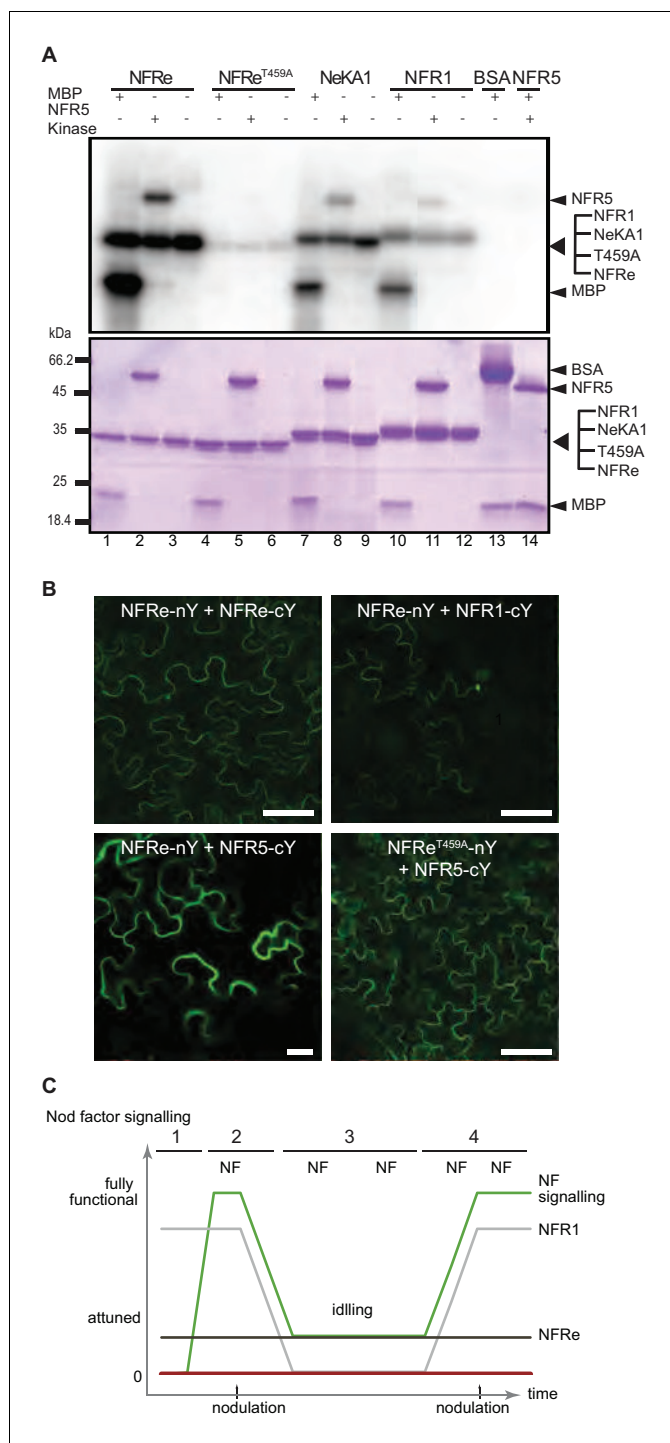 A
NFRe NFReT459A NeKA1 NFR1 BSA NFR5
MBP + - - + - - + - - + - - + +
NFR5 - + - - + - - + - - + - - +
Kinase
NFR5
NFR1
NeKA1
T459A
NFRe
MBP
kDa
66.2
45
35
25
18.4
BSA
NFR5
NFR1
NeKA1
T459A
NFRe
MBP
1 2 3 4 5 6 7 8 9 10 11 12 13 14
B
NFRe-nY + NFRe-cY
NFRe-nY + NFR1-cY
NFRe-nY + NFR5-cY
NFReT459A-nY
+ NFR5-cY
C
Nod factor signalling
1 2 3 4
NF NF NF NF NF
fully
functional
attuned
0
idlling
NF
signalling
NFR1
NFRe
time
nodulation nodulation